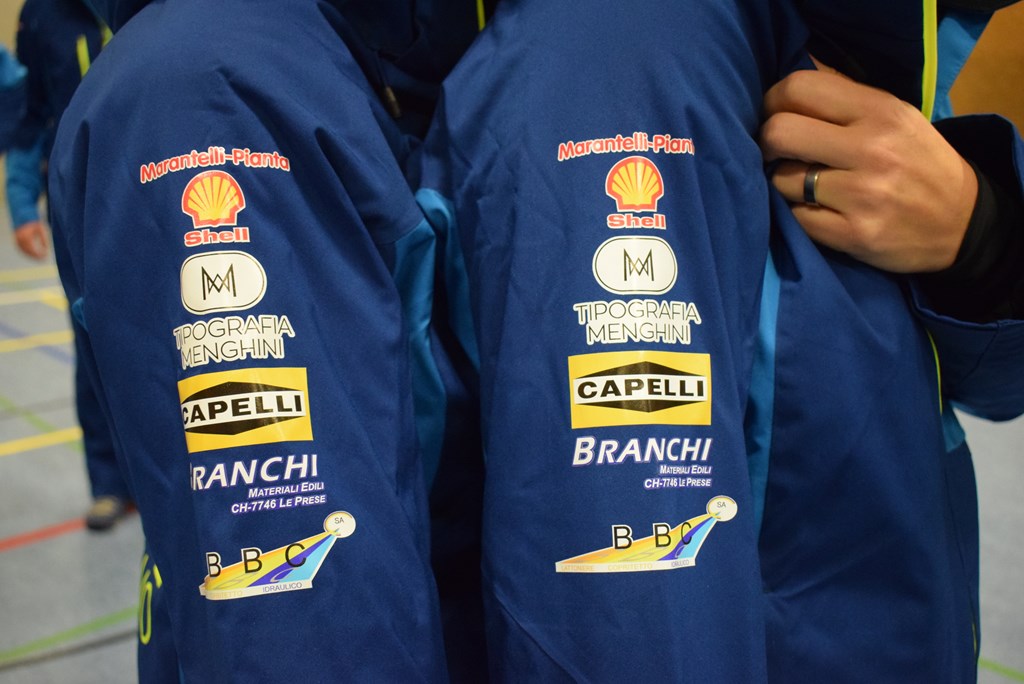 Marantelli-Pianta
Shell
M
TIPOGRAFIA
MENGHINI
CAPELLI
BRANCHI
MATERIALI EDILI
CH-7746 LE PRESE
SA
B B C
IDRAULICO
Marantelli-Pianta
Shell
M
TIPOGRAFIA
MENGHINI
CAPELLI
BRANCHI
MATERIALI EDILI
CH-7746 LE PRESE
SA
B B C